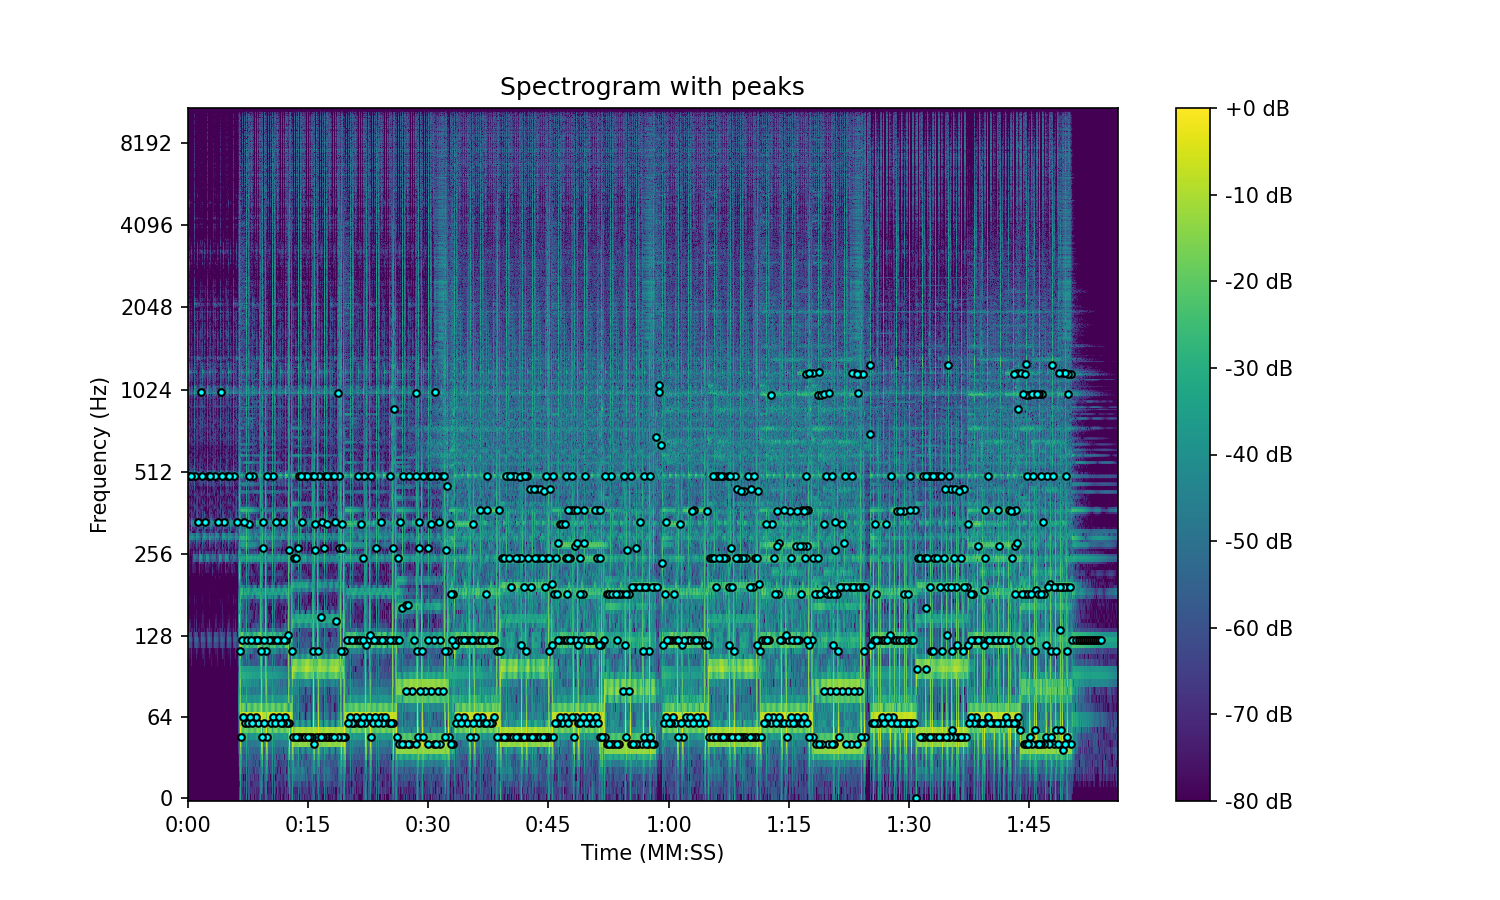 Spectrogram with peaks
Frequency (Hz)
8192
4096
2048
1024
512
256
128
64
0
0:00
0:15
0:30
0:45
1:00
1:15
1:30
1:45
Time (MM:SS)
+0 dB
-10 dB
-20 dB
-30 dB
-40 dB
-50 dB
-60 dB
-70 dB
-80 dB